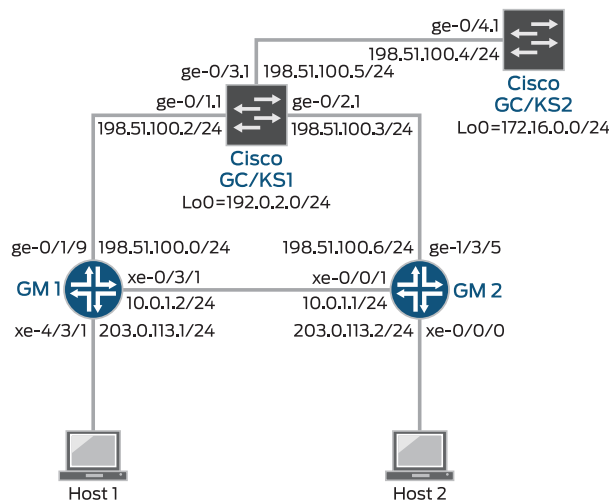 ge-0/4.1
198.51.100.4/24
Cisco
GC/KS2
Lo0=172.16.0.0/24
ge-0/3.1
198.51.100.5/24
ge-0/1.1
ge-0/2.1
198.51.100.2/24
198.51.100.3/24
Cisco
GC/KS1
Lo0=192.0.2.0/24
ge-0/1/9
198.51.100.0/24
198.51.100.6/24
ge-1/3/5
GM 1
xe-0/3/1
xe-0/0/1
GM 2
10.0.1.2/24
10.0.1.1/24
xe-4/3/1
203.0.113.1/24
203.0.113.2/24
xe-0/0/0
Host 1
Host 2